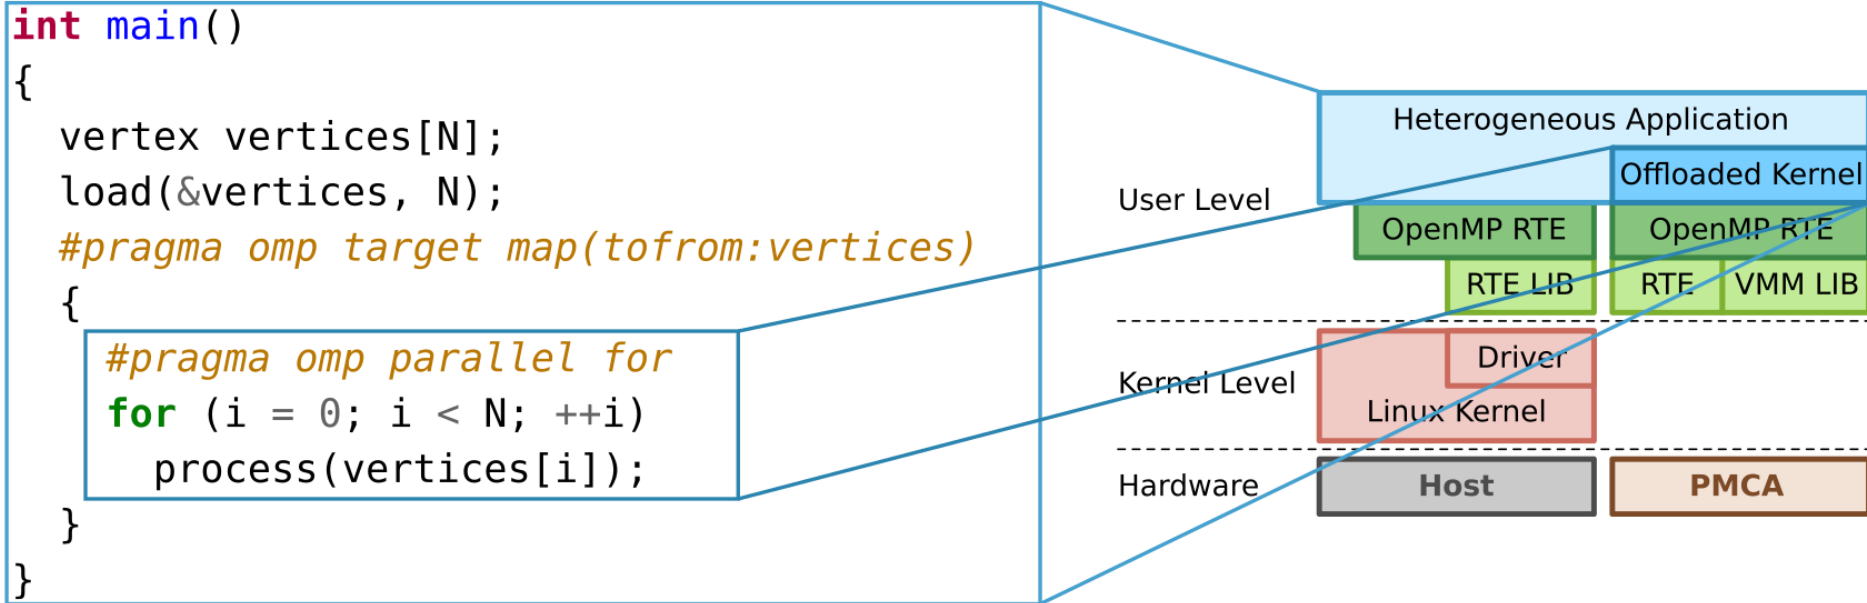 int main()
{
  vertex vertices[N];
  load(&vertices, N);
  #pragma omp target map(tofrom:vertices)
  {
    #pragma omp parallel for
    for (i = 0; i < N; ++i)
      process(vertices[i]);
  }
}
Heterogeneous Application
Offloaded Kernel
User Level
OpenMP RTE
OpenMP RTE
RTE LIB
RTE
VMM LIB
Driver
Kernel Level
Linux Kernel
Hardware
Host
PMCA